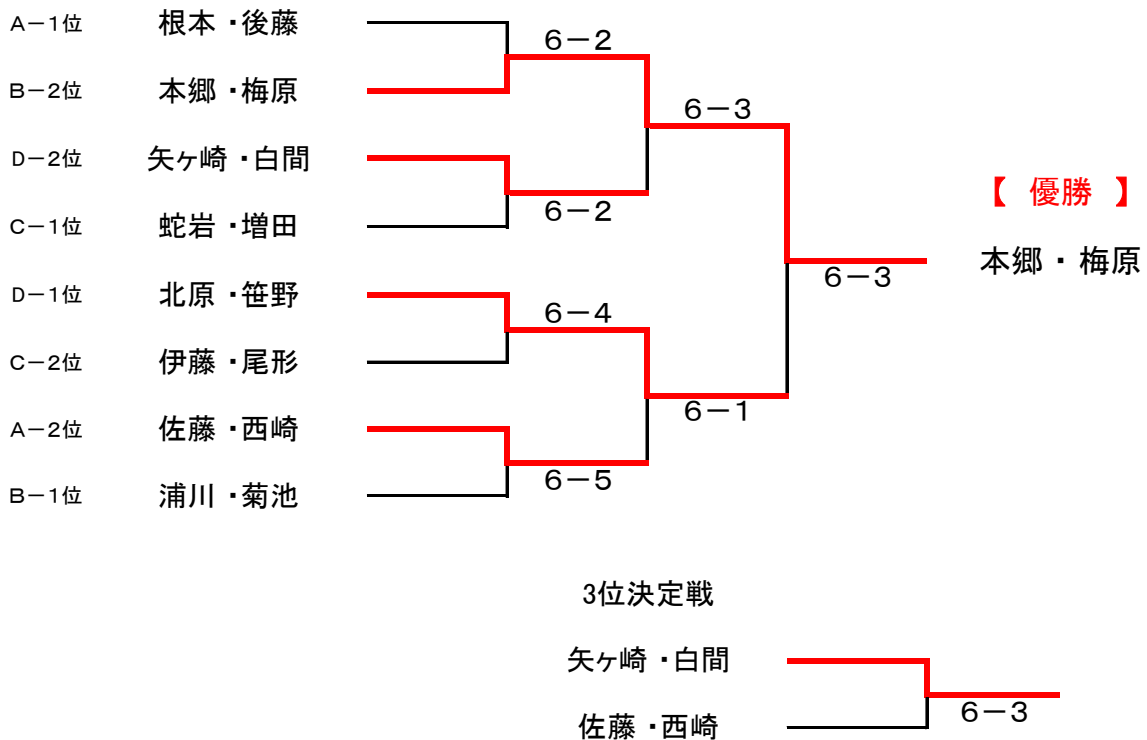 A－1位 根本 ・後藤
6－2
B－2位 本郷 ・梅原
6－3
D－2位 矢ヶ崎 ・白間
【 優勝 】
6－2
C－1位 蛇岩 ・増田
本郷 ・ 梅原
6－3
D－1位 北原 ・笹野
6－4
C－2位 伊藤 ・尾形
6－1
A－2位 佐藤 ・西崎
6－5
B－1位 浦川 ・菊池
3位決定戦
矢ヶ崎 ・白間
6－3
佐藤 ・西崎